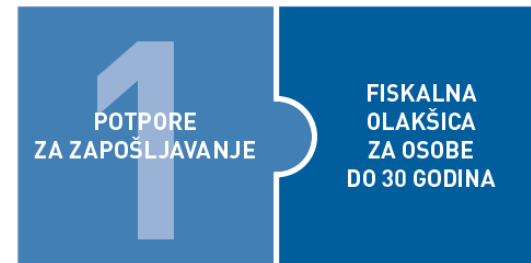 1
POTPORE
ZA ZAPOŠLJAVANJE
FISKALNA
OLAKŠICA
ZA OSOBE
DO 30 GODINA